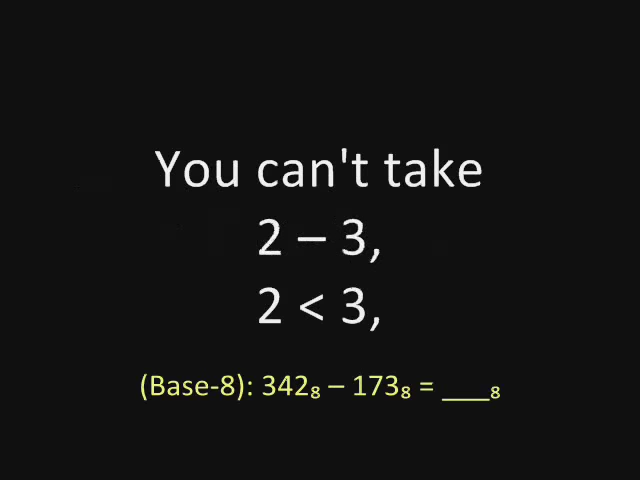 You can't take
2 – 3,
2 < 3,
(Base-8): 342₈ – 173₈ = ___₈